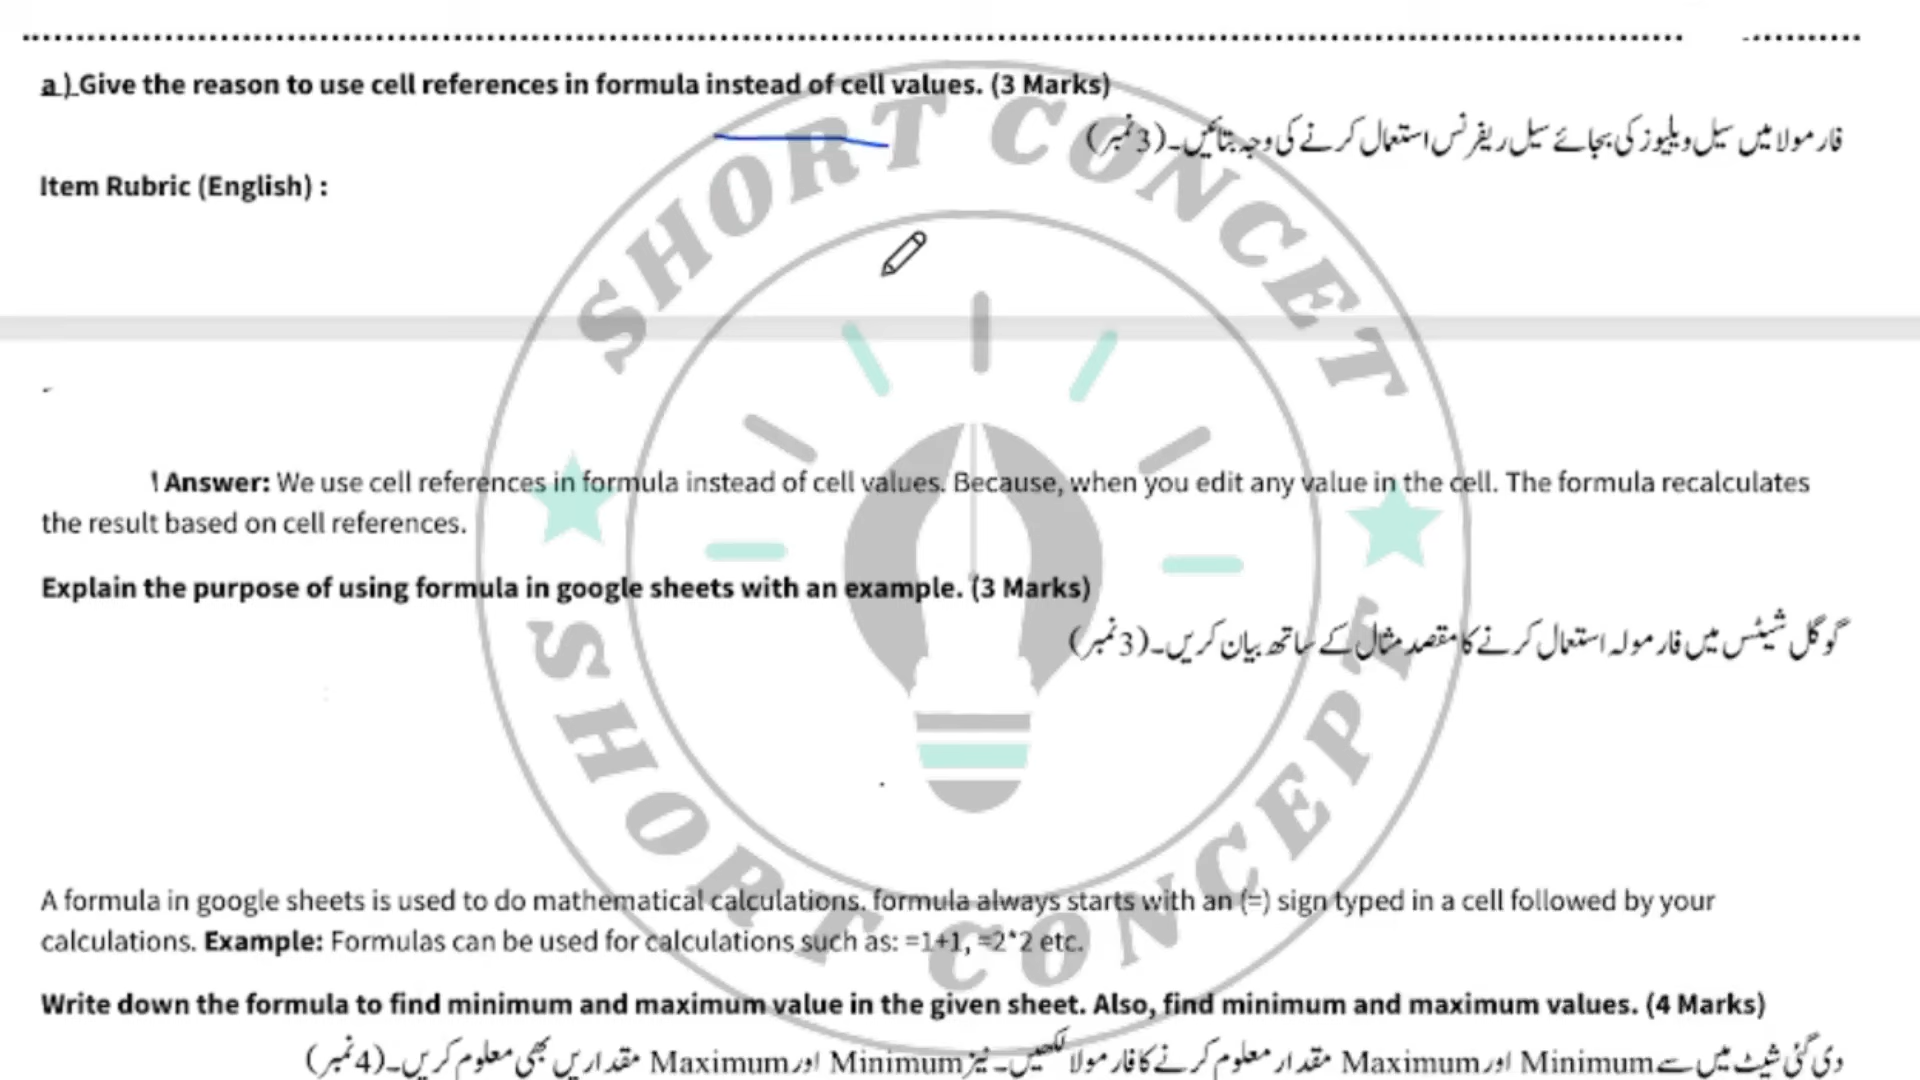 a ) Give the reason to use cell references in formula instead of cell values. (3 Marks)
فارمولا میں سیل ویلیوز کی بجائے سیل ریفرنس استعمال کرنے کی وجہ بتائیں۔ (3 نمبر)
Item Rubric (English) :
SHORT CONCET
Answer: We use cell references in formula instead of cell values. Because, when you edit any value in the cell. The formula recalculates
the result based on cell references.
Explain the purpose of using formula in google sheets with an example. (3 Marks)
گوگل شیٹس میں فارمولہ استعمال کرنے کا مقصد مثال کے ساتھ بیان کریں۔ (3 نمبر)
SHORT CONCEPT
A formula in google sheets is used to do mathematical calculations. formula always starts with an (=) sign typed in a cell followed by your
calculations. Example: Formulas can be used for calculations such as: =1+1, =2*2 etc.
Write down the formula to find minimum and maximum value in the given sheet. Also, find minimum and maximum values. (4 Marks)
دی گئی شیٹ میں سے Minimum اور Maximum مقدار معلوم کرنے کا فارمولا لکھیں۔ نیز Minimum اور Maximum مقداریں بھی معلوم کریں۔ (4 نمبر)